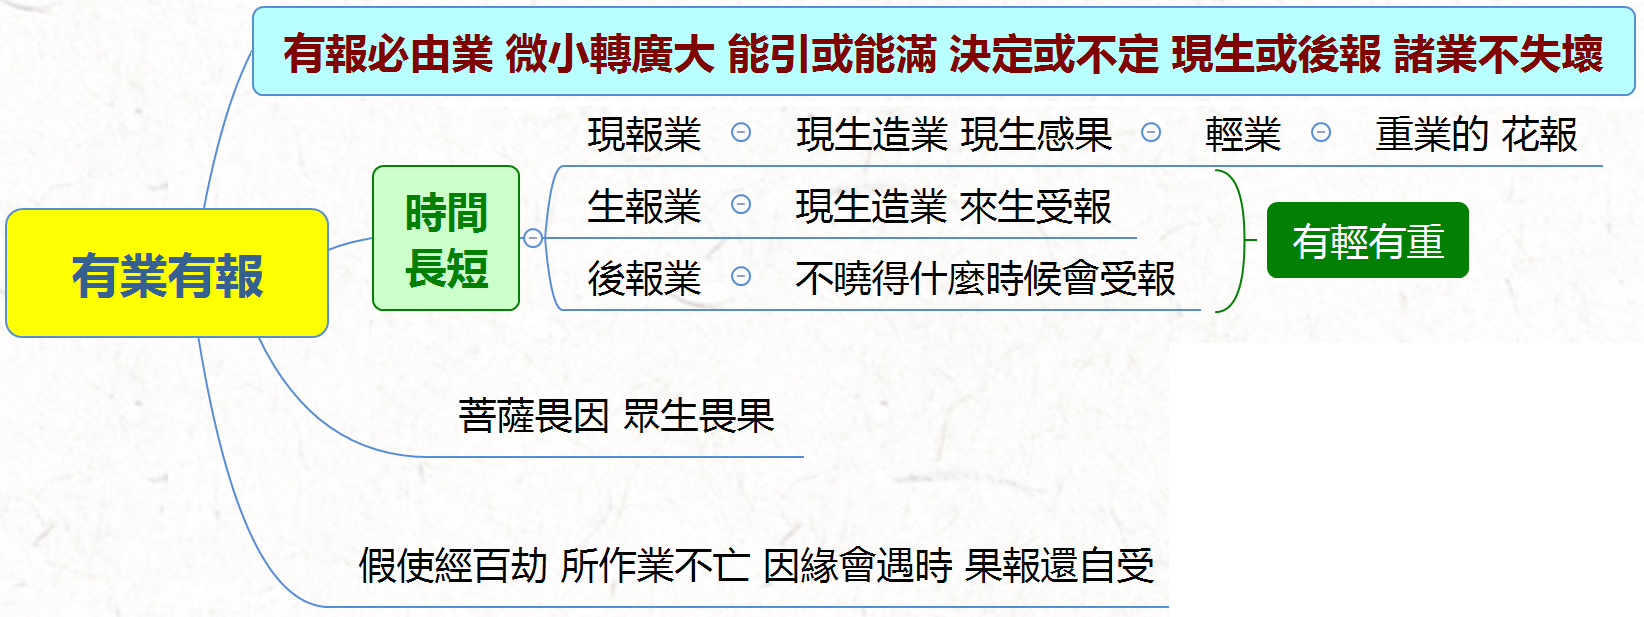 有報必由業 微小轉廣大 能引或能滿 決定或不定 現生或後報 諸業不失壞
現報業 現生造業 現生感果 輕業 重業的 花報
時間
長短
生報業 現生造業 來生受報
有輕有重
有業有報
後報業 不曉得什麼時候會受報
菩薩畏因 眾生畏果
假使經百劫 所作業不亡 因緣會遇時 果報還自受